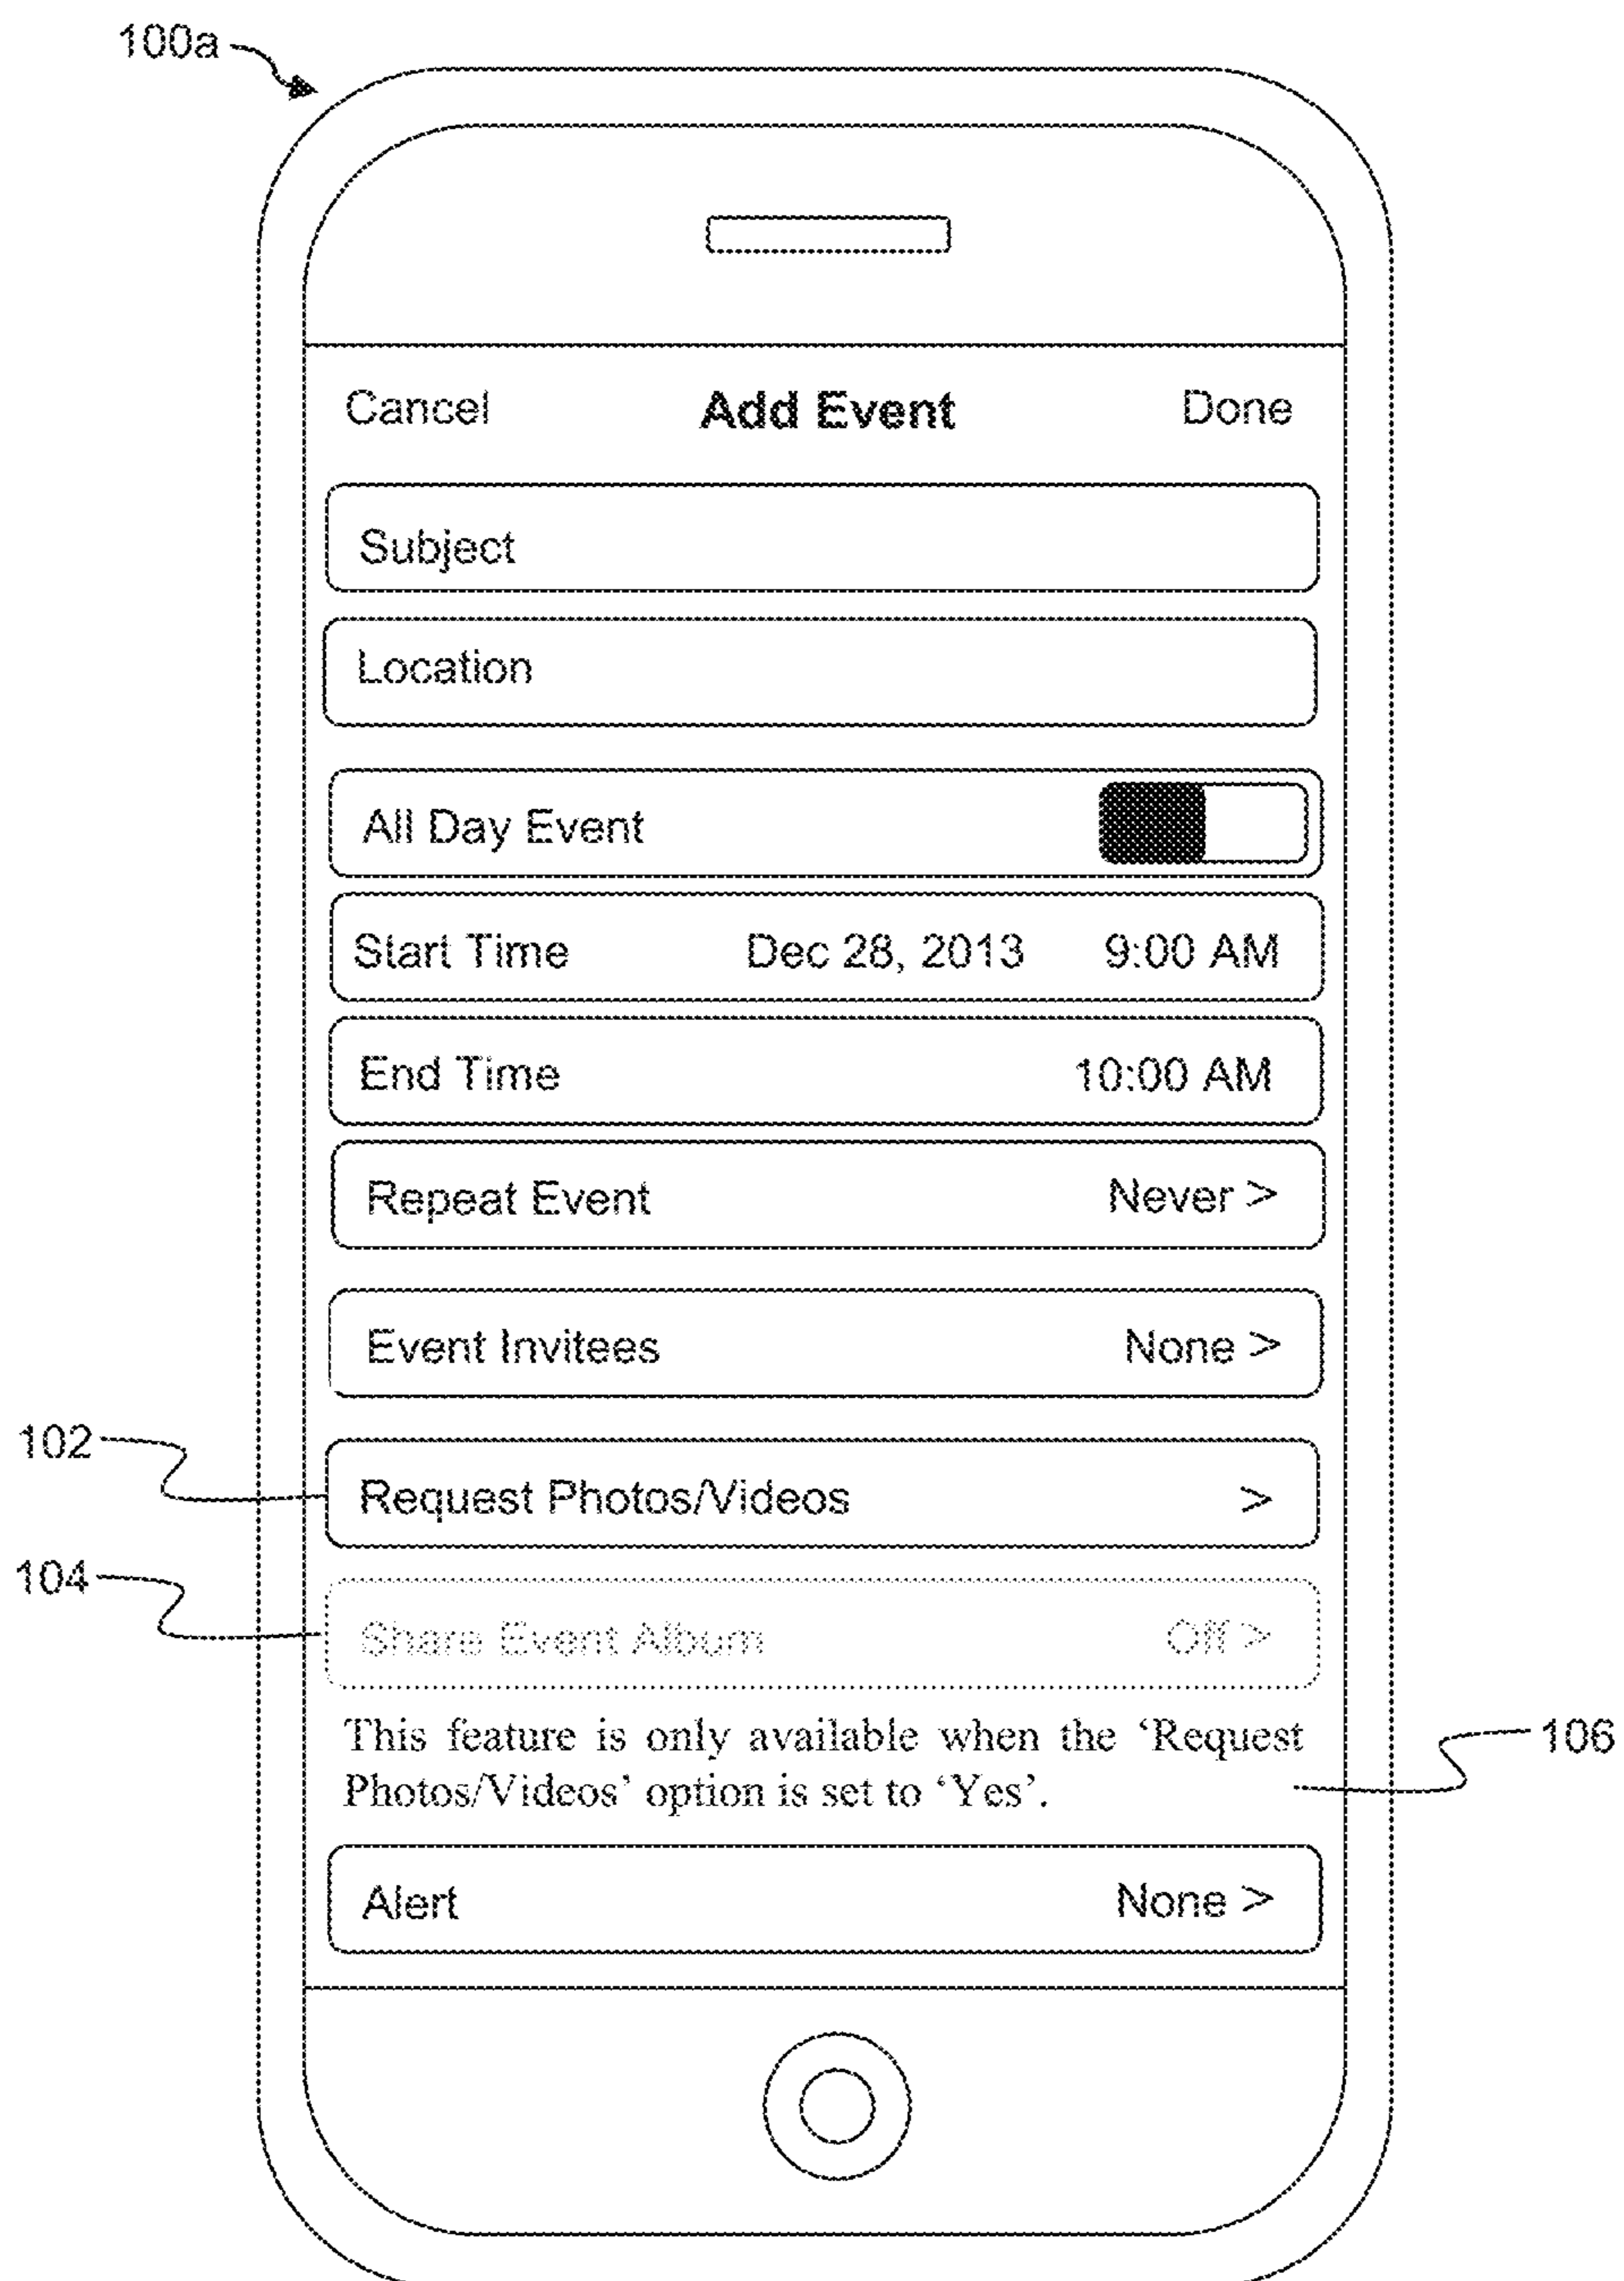 100a
Cancel Add Event Done
Subject
Location
All Day Event
Start Time Dec 28, 2013 9:00 AM
End Time 10:00 AM
Repeat Event Never >
Event Invitees None >
102
Request Photos/Videos >
104
Share Event Album Off >
This feature is only available when the ‘Request
Photos/Videos’ option is set to ‘Yes’.
106
Alert None >